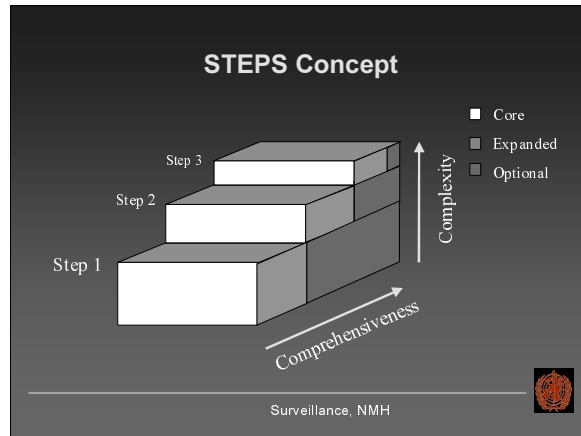 STEPS Concept
Core
Expanded
Optional
Step 3
Step 2
Step 1
Complexity
Comprehensiveness
Surveillance, NMH